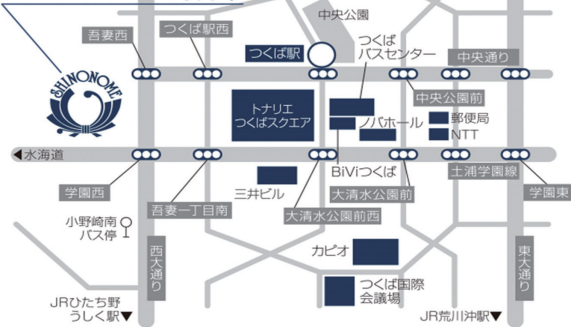 中央公園
吾妻西
つくば駅西
つくば駅
つくば
バスセンター
中央通り
SHINONOME
トナリエ
つくばスクエア
中央公園前
ノバホール
郵便局
NTT
◀水海道
BiViつくば
土浦学園線
学園西
三井ビル
大清水公園前
学園東
吾妻一丁目南
大清水公園前西
小野崎南
バス停
西大通り
カピオ
東大通り
つくば国際
会議場
JRひたち野
うしく駅▼
JR荒川沖駅▼